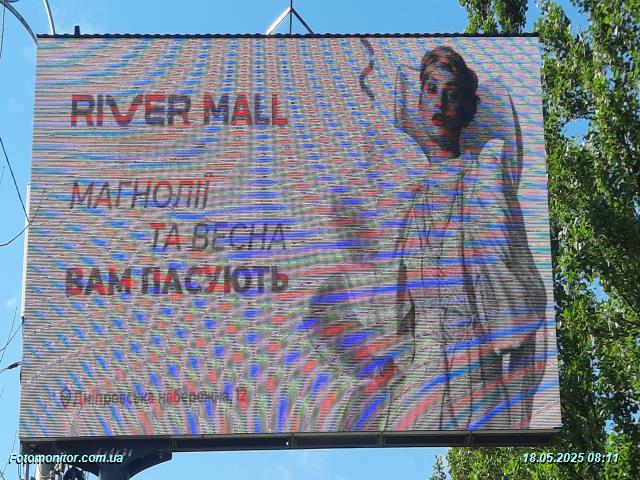 RIVER MALL
МАГНОЛІЇ
ТА ВЕСНА
ВАМ ПАСУЮТЬ
Дніпровська набережна, 12
Fotomonitor.com.ua
18.05.2025 08:11